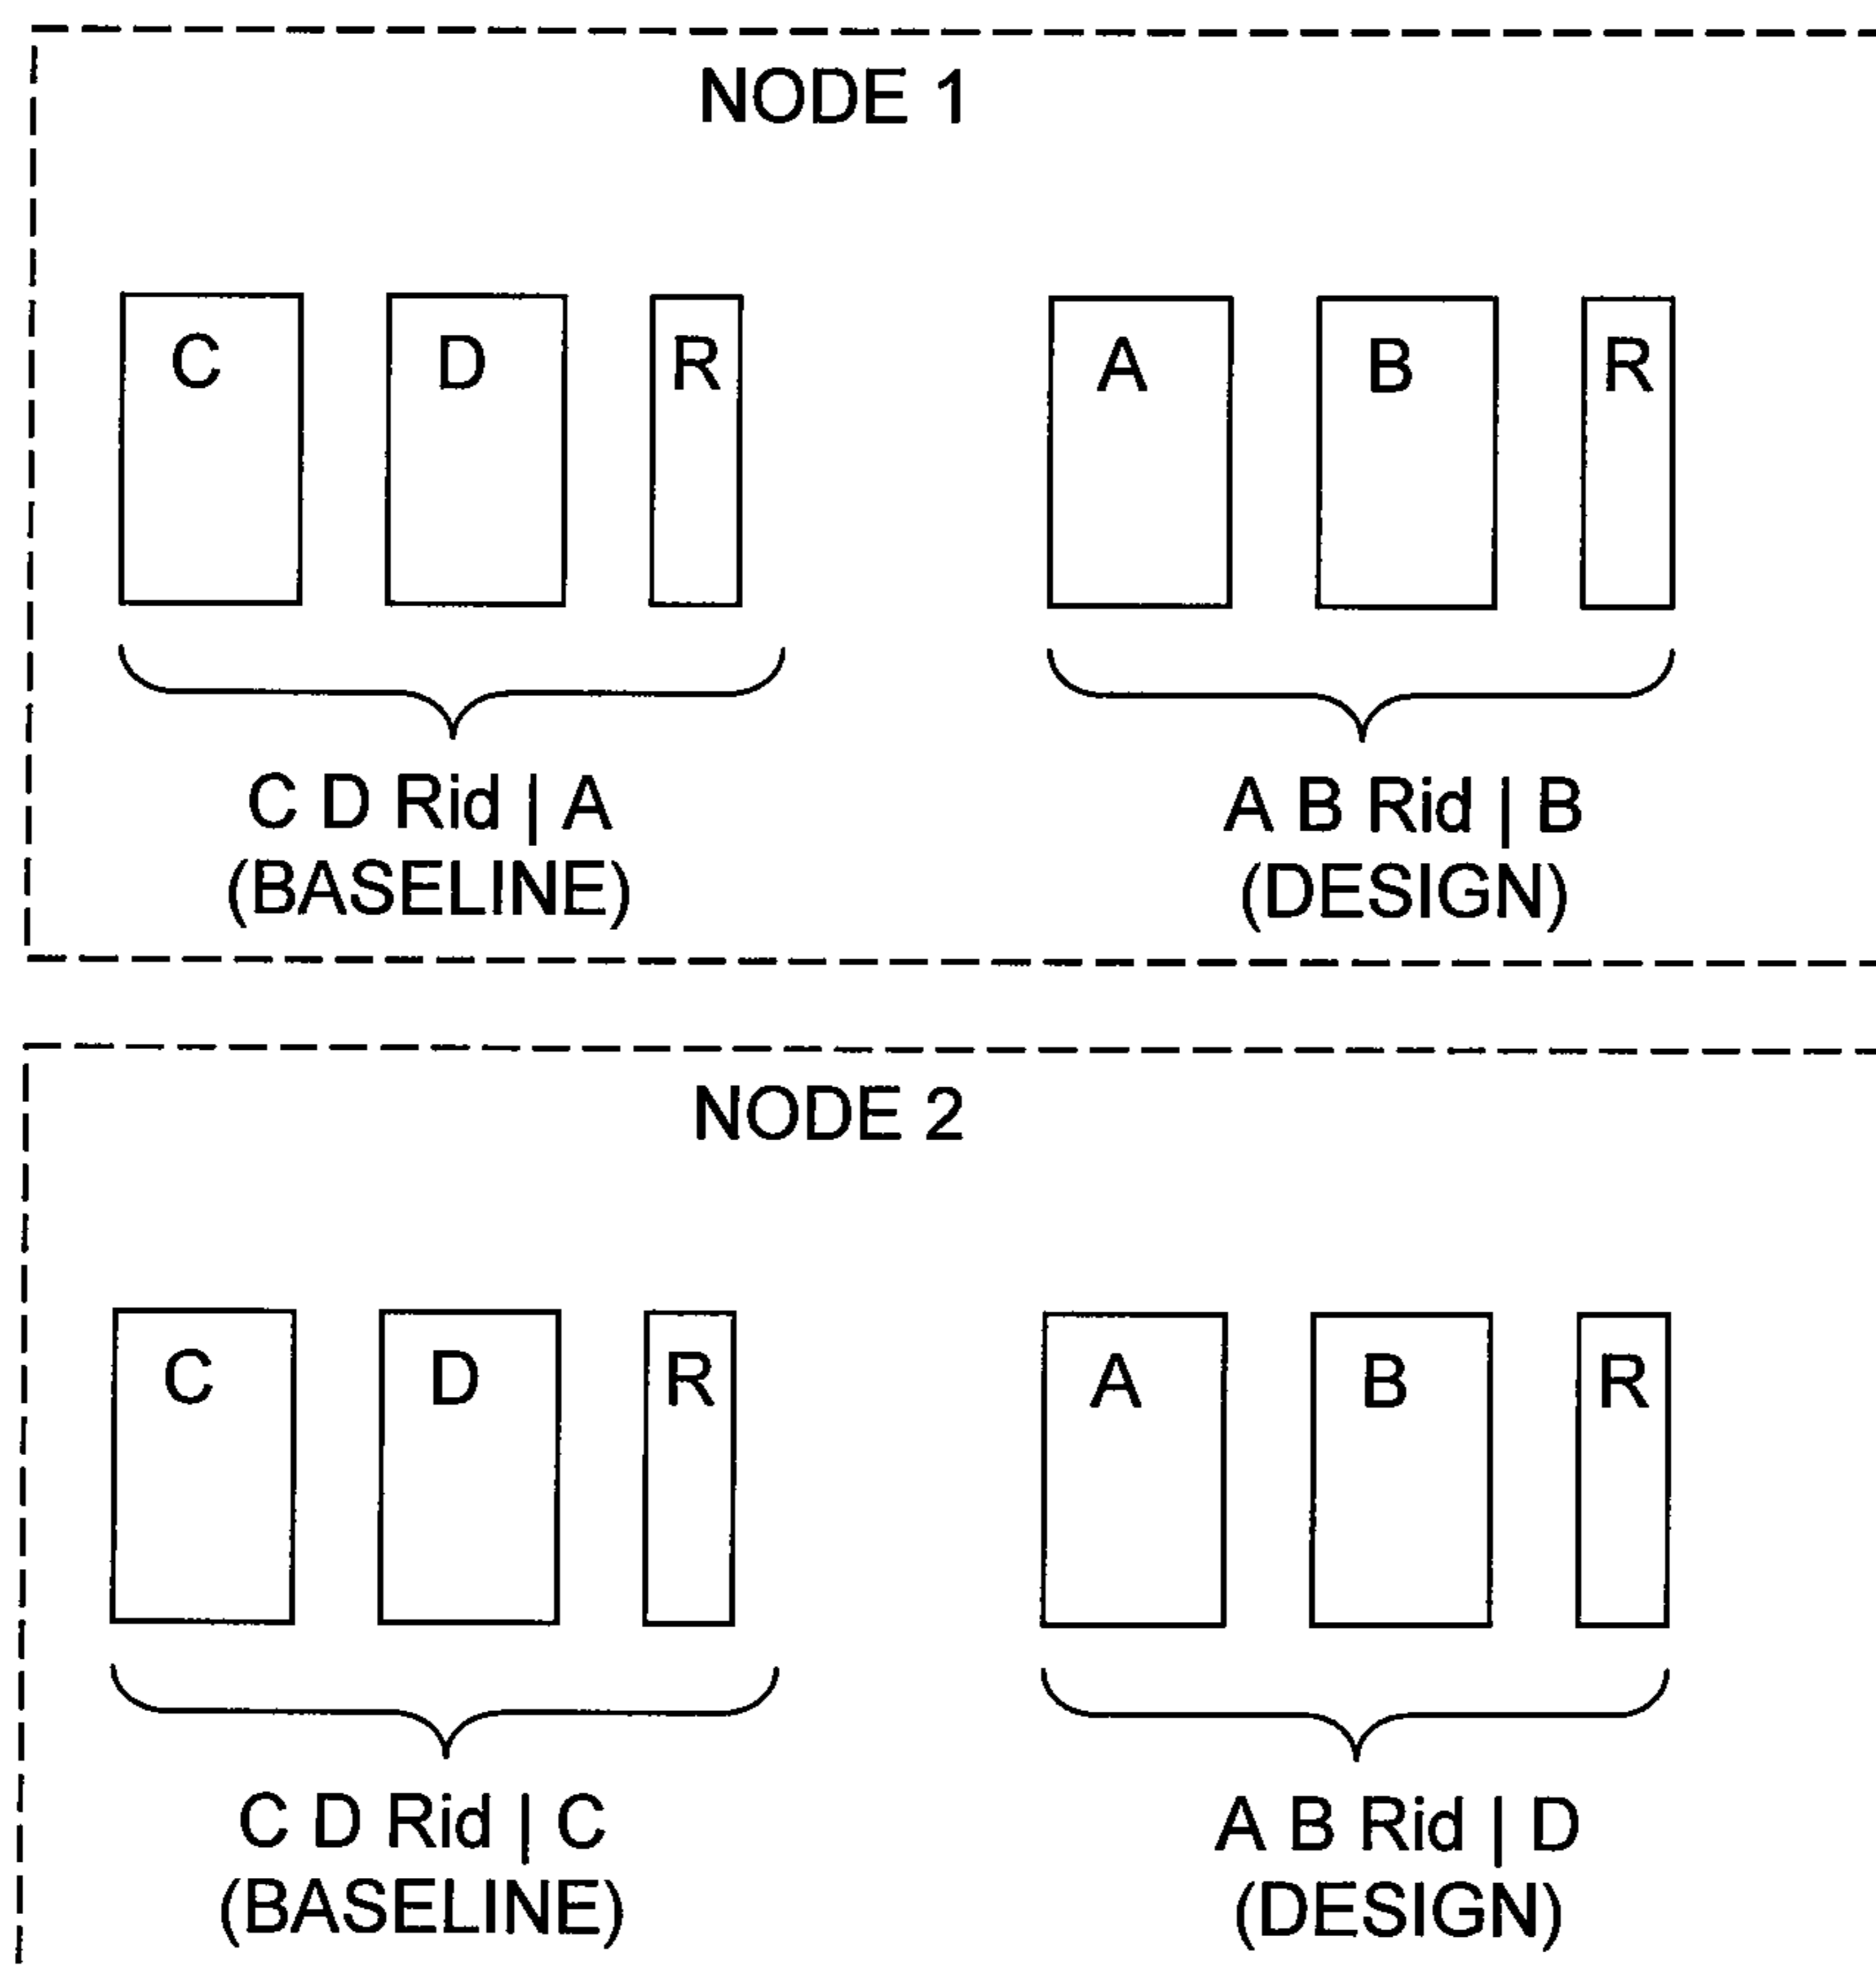 NODE 1
C D R A B R
C D Rid | A
(BASELINE)
A B Rid | B
(DESIGN)
NODE 2
C D R A B R
C D Rid | C
(BASELINE)
A B Rid | D
(DESIGN)